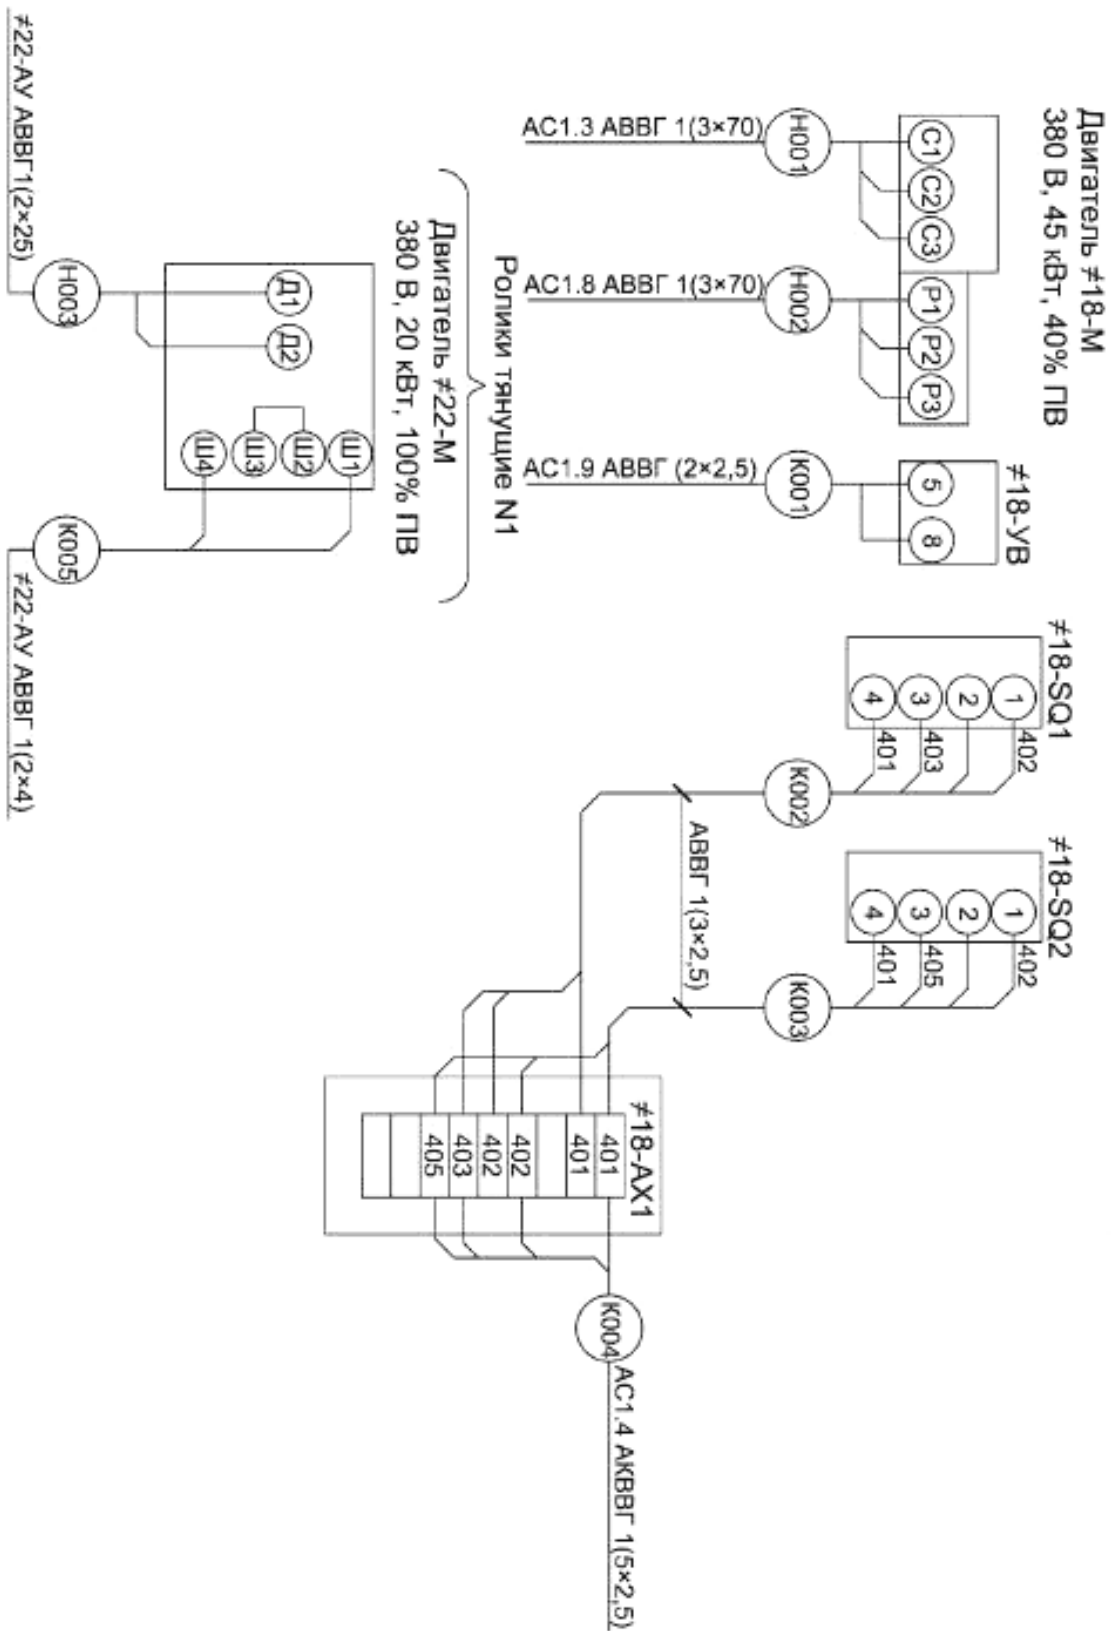 Двигатель ≠18-М
380 В, 45 кВт, 40% ПВ
С1
С2
С3
Р1
Р2
Р3
Н001
АС1.3 АВВГ 1(3×70)
Н002
АС1.8 АВВГ 1(3×70)
≠18-УВ
5
8
К001
АС1.9 АВВГ (2×2,5)
≠18-SQ1
1
2
3
4
402
403
401
К002
≠18-SQ2
1
2
3
4
402
405
401
К003
АВВГ 1(3×2,5)
≠18-АХ1
401
401
402
402
403
405
К004
АС1.4 АКВВГ 1(5×2,5)
Ролики тянущие N1
Двигатель ≠22-М
380 В, 20 кВт, 100% ПВ
Д1
Д2
Ш1
Ш2
Ш3
Ш4
Н003
≠22-АУ АВВГ1(2×25)
К005
≠22-АУ АВВГ 1(2×4)